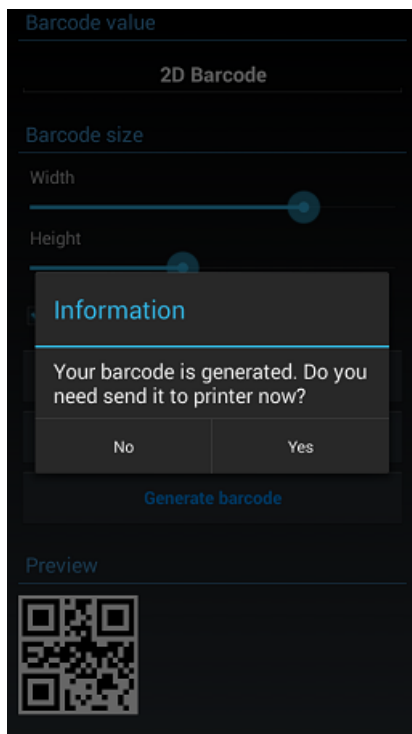 Barcode value
2D Barcode
Barcode size
Width
Height
Information
Your barcode is generated. Do you
need send it to printer now?
No
Yes
Generate barcode
Preview